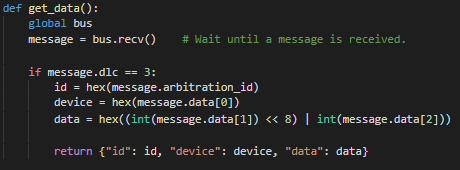 def get_data():
    global bus
    message = bus.recv()    # Wait until a message is received.
    if message.dlc == 3:
        id = hex(message.arbitration_id)
        device = hex(message.data[0])
        data = hex((int(message.data[1]) << 8) | int(message.data[2]))
        return {"id": id, "device": device, "data": data}